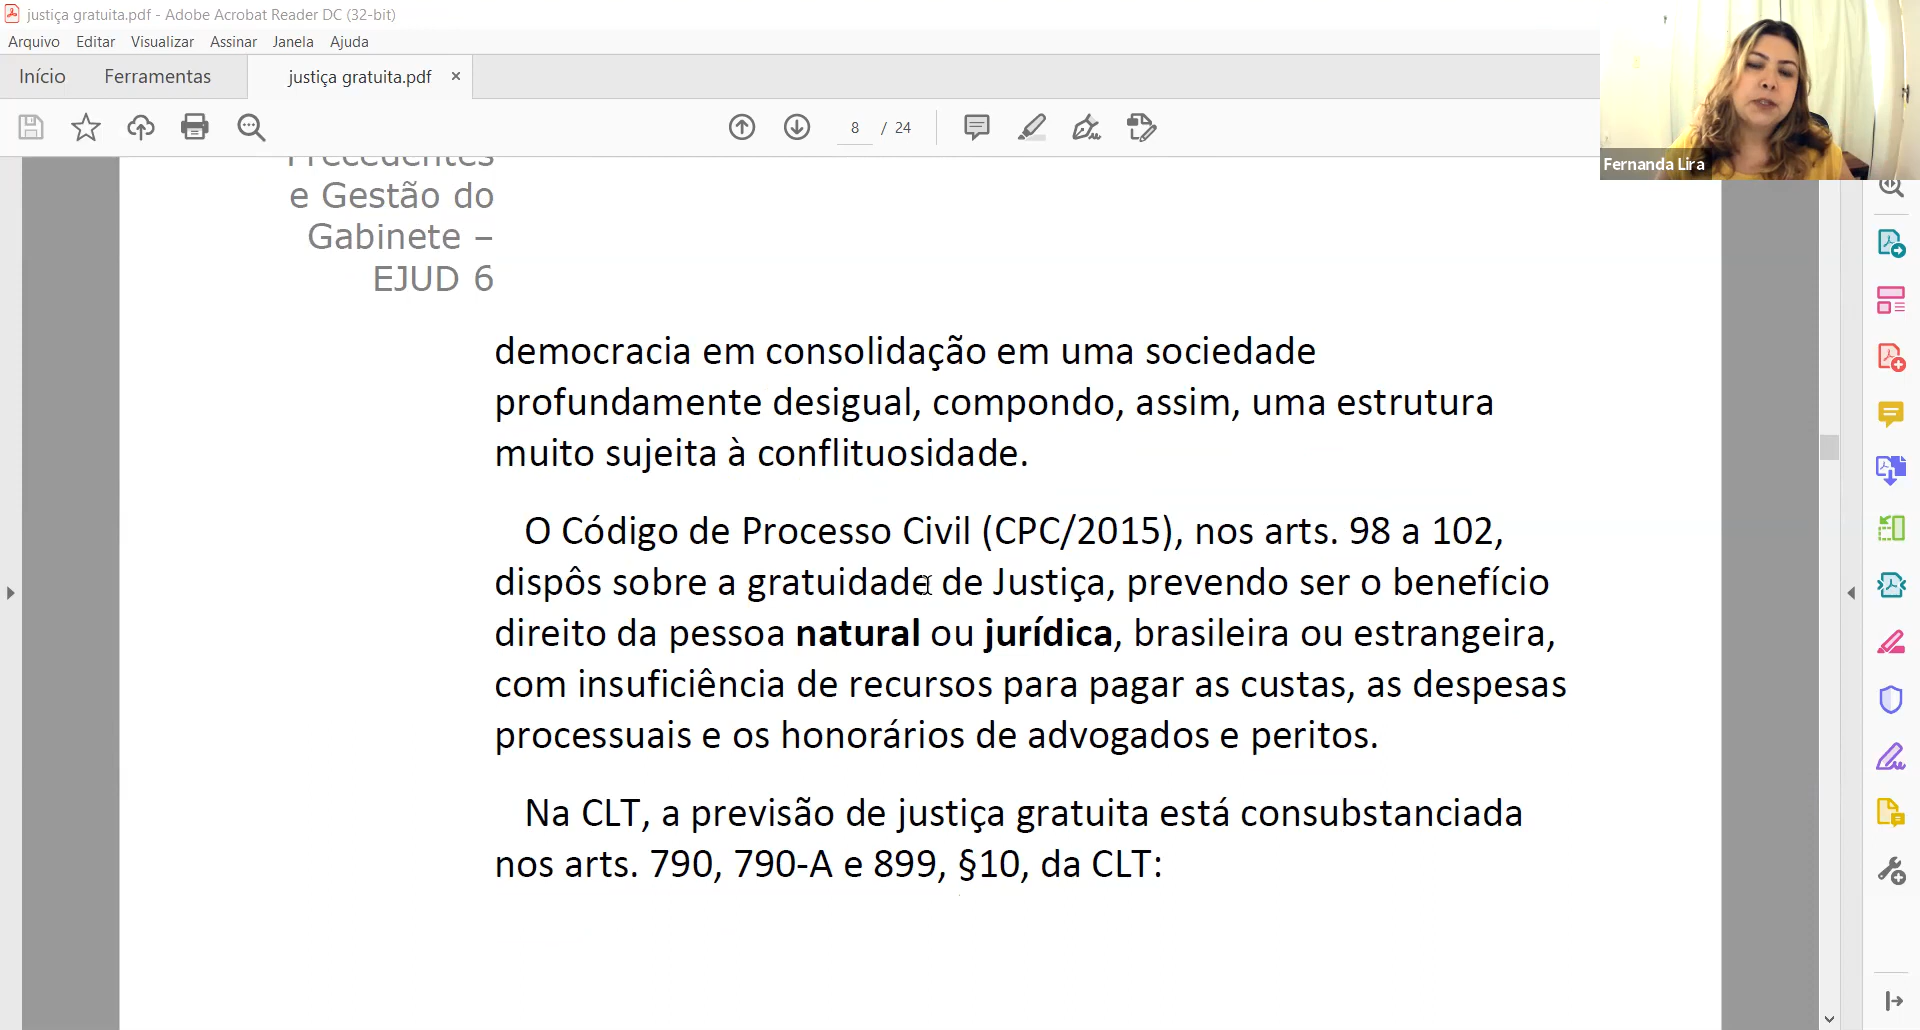 justiça gratuita.pdf - Adobe Acrobat Reader DC (32-bit)
Arquivo Editar Visualizar Assinar Janela Ajuda
Início Ferramentas justiça gratuita.pdf ×
8 / 24
Fernanda Lira
Precedentes
e Gestão do
Gabinete –
EJUD 6
democracia em consolidação em uma sociedade
profundamente desigual, compondo, assim, uma estrutura
muito sujeita à conflituosidade.
O Código de Processo Civil (CPC/2015), nos arts. 98 a 102,
dispôs sobre a gratuidade de Justiça, prevendo ser o benefício
direito da pessoa natural ou jurídica, brasileira ou estrangeira,
com insuficiência de recursos para pagar as custas, as despesas
processuais e os honorários de advogados e peritos.
Na CLT, a previsão de justiça gratuita está consubstanciada
nos arts. 790, 790-A e 899, §10, da CLT: